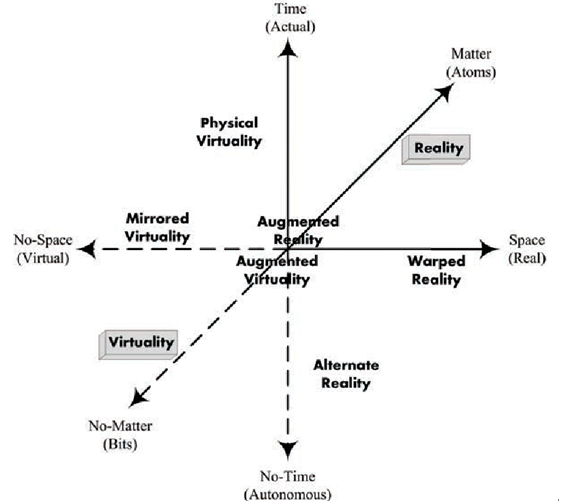 Time
(Actual)
Matter
(Atoms)
Physical
Virtuality
Reality
Mirrored
Virtuality
Augmented
Reality
No-Space
(Virtual)
Space
(Real)
Augmented
Virtuality
Warped
Reality
Virtuality
Alternate
Reality
No-Matter
(Bits)
No-Time
(Autonomous)